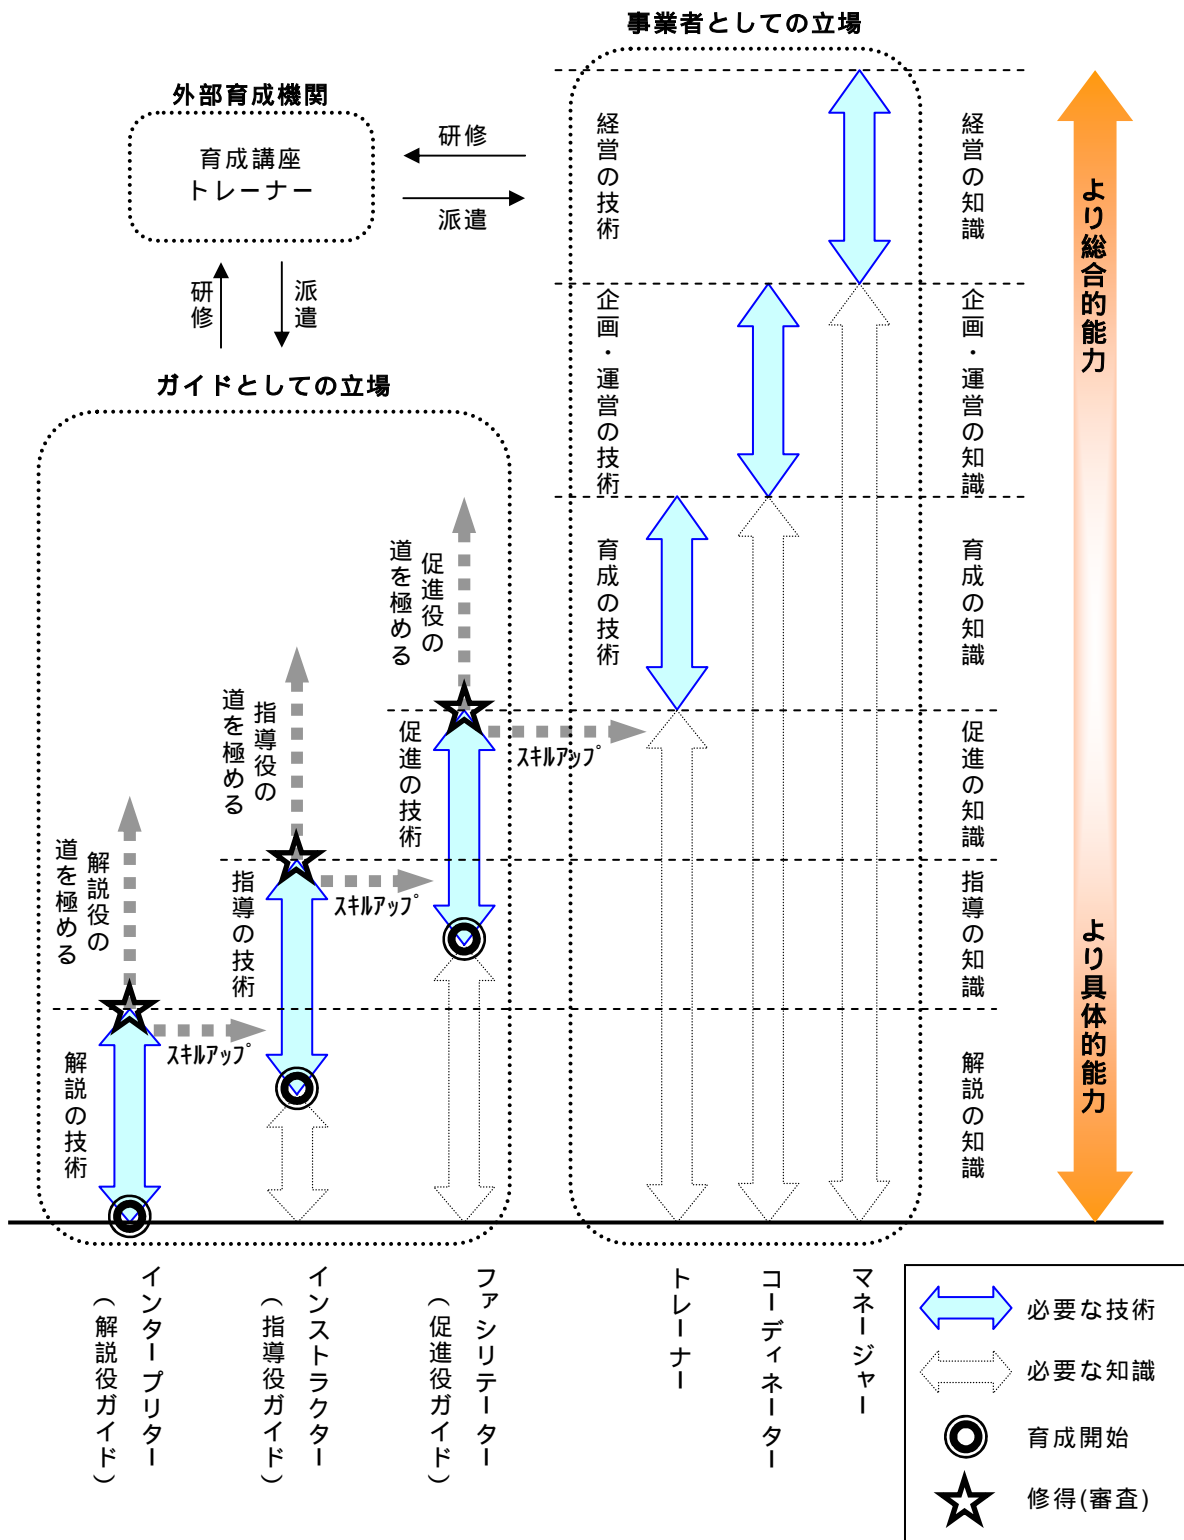 事業者としての立場
外部育成機関
育成講座
トレーナー
研修
派遣
研修
派遣
ガイドとしての立場
経営の技術
経営の知識
企画・運営の技術
企画・運営の知識
育成の技術
育成の知識
促進の技術
促進の知識
指導の技術
指導の知識
解説の技術
解説の知識
より総合的能力
より具体的能力
促進役の
道を極める
指導役の
道を極める
解説役の
道を極める
スキルアップ
スキルアップ
スキルアップ
インタープリター
(解説役ガイド)
インストラクター
(指導役ガイド)
ファシリテーター
(促進役ガイド)
トレーナー
コーディネーター
マネージャー
必要な技術
必要な知識
育成開始
修得(審査)